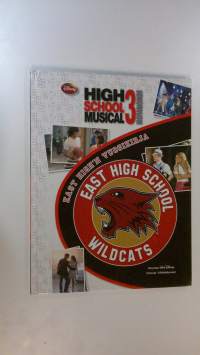 Disney
HIGH
SCHOOL
MUSICAL
3
EAST HIGH'N VUOSIKIRJA
EAST HIGH SCHOOL
WILDCATS